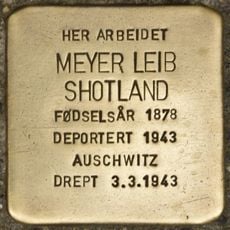 HER ARBEIDET
MEYER LEIB
SHOTLAND
FØDSELSÅR 1878
DEPORTERT 1943
AUSCHWITZ
DREPT 3.3.1943